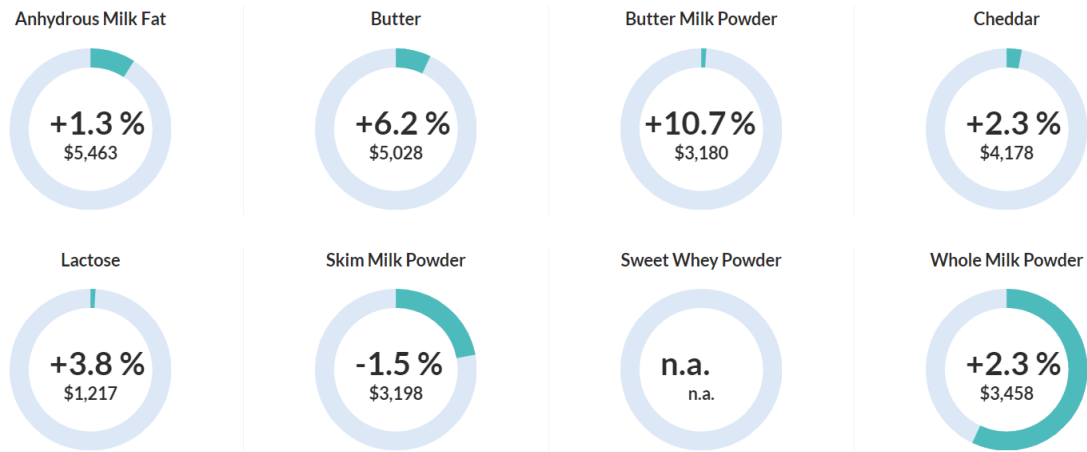 Anhydrous Milk Fat
+1.3 %
$5,463
Butter
+6.2 %
$5,028
Butter Milk Powder
+10.7 %
$3,180
Cheddar
+2.3 %
$4,178
Lactose
+3.8 %
$1,217
Skim Milk Powder
-1.5 %
$3,198
Sweet Whey Powder
n.a.
n.a.
Whole Milk Powder
+2.3 %
$3,458